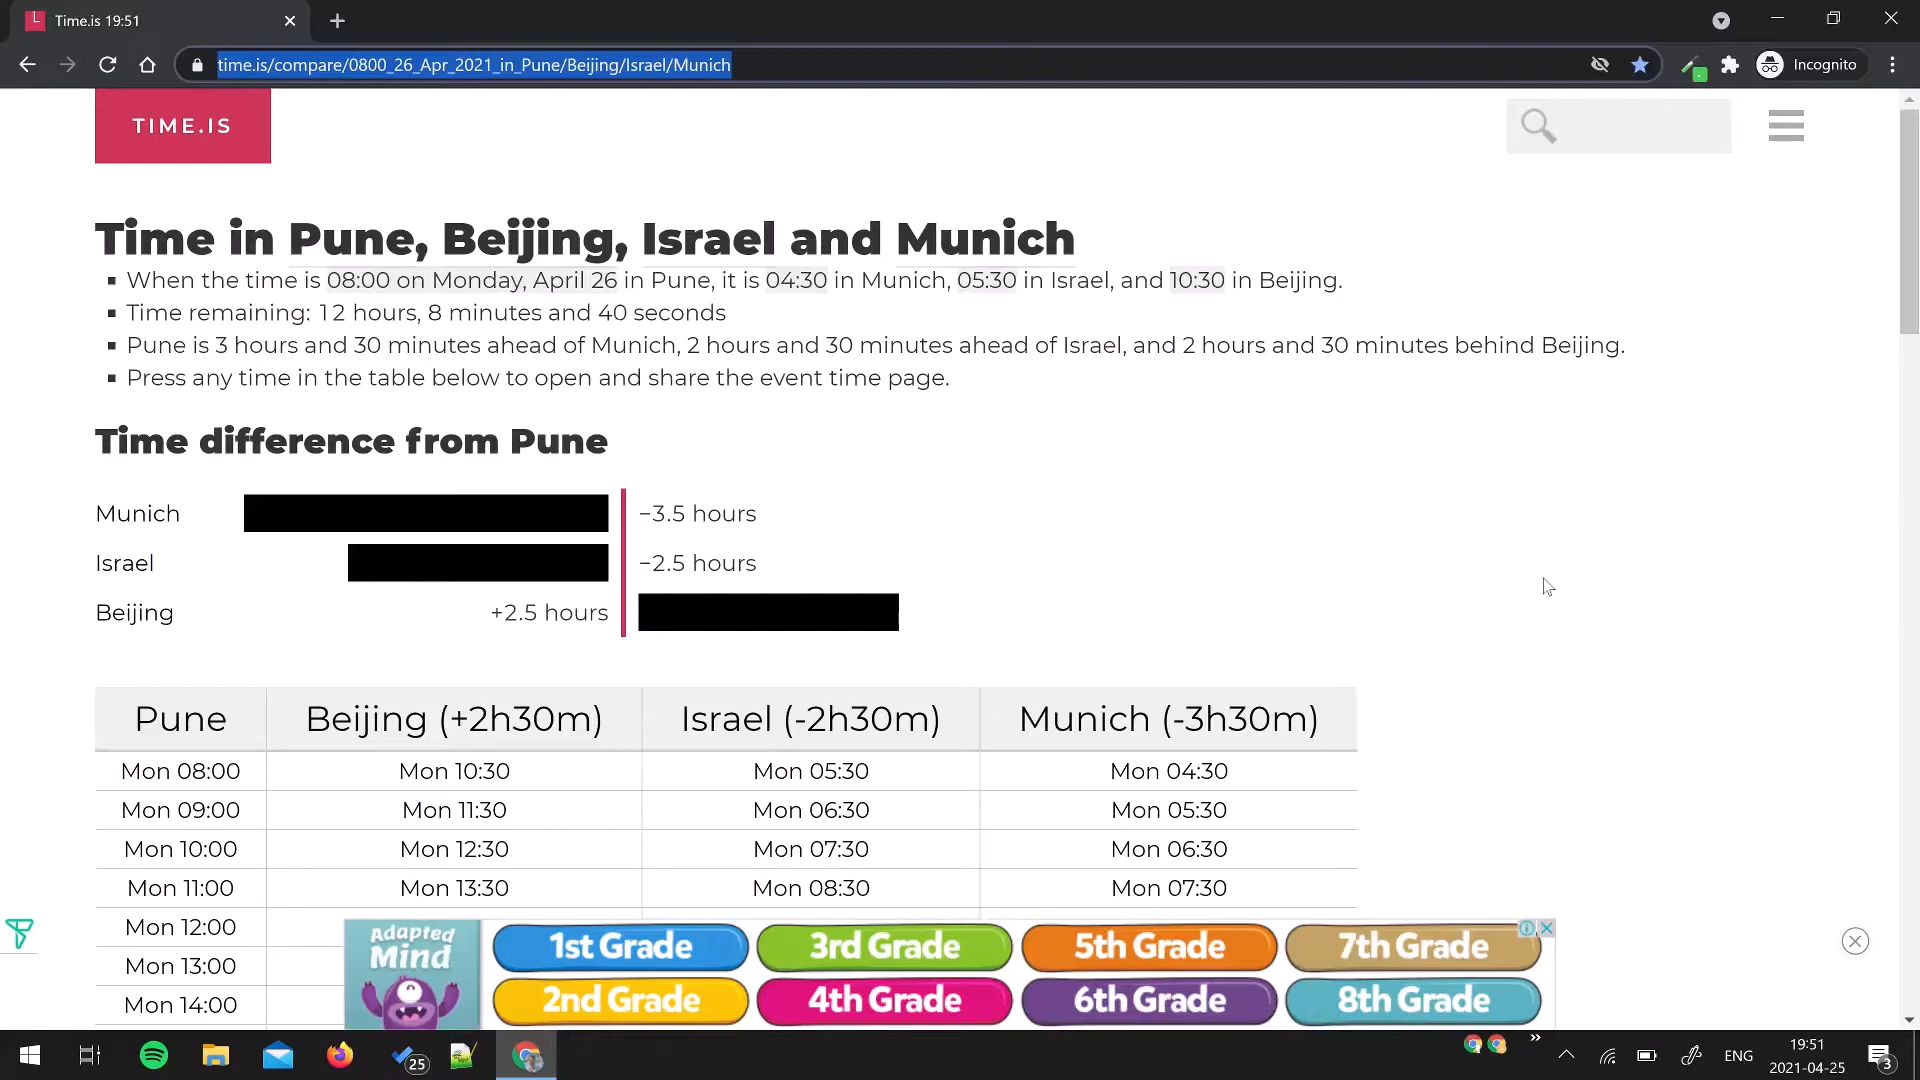 Time.is 19:51
time.is/compare/0800_26_Apr_2021_in_Pune/Beijing/Israel/Munich
Incognito
TIME.IS
Time in Pune, Beijing, Israel and Munich
When the time is 08:00 on Monday, April 26 in Pune, it is 04:30 in Munich, 05:30 in Israel, and 10:30 in Beijing.
Time remaining: 12 hours, 8 minutes and 40 seconds
Pune is 3 hours and 30 minutes ahead of Munich, 2 hours and 30 minutes ahead of Israel, and 2 hours and 30 minutes behind Beijing.
Press any time in the table below to open and share the event time page.
Time difference from Pune
Munich −3.5 hours
Israel −2.5 hours
Beijing +2.5 hours
Pune Beijing (+2h30m) Israel (-2h30m) Munich (-3h30m)
Mon 08:00 Mon 10:30 Mon 05:30 Mon 04:30
Mon 09:00 Mon 11:30 Mon 06:30 Mon 05:30
Mon 10:00 Mon 12:30 Mon 07:30 Mon 06:30
Mon 11:00 Mon 13:30 Mon 08:30 Mon 07:30
Mon 12:00
Mon 13:00
Mon 14:00
Adapted
Mind
1st Grade 3rd Grade 5th Grade 7th Grade
2nd Grade 4th Grade 6th Grade 8th Grade
25
ENG
19:51
2021-04-25
3